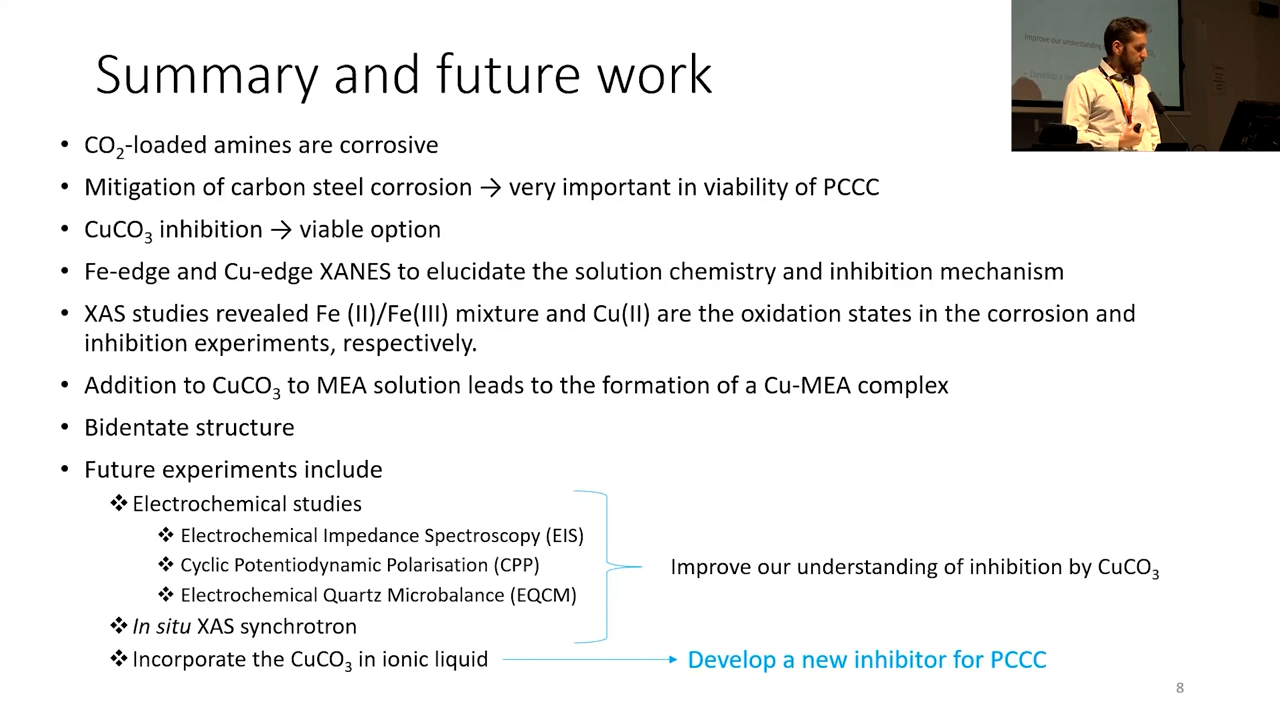 Summary and future work
• CO₂-loaded amines are corrosive
• Mitigation of carbon steel corrosion → very important in viability of PCCC
• CuCO₃ inhibition → viable option
• Fe-edge and Cu-edge XANES to elucidate the solution chemistry and inhibition mechanism
• XAS studies revealed Fe (II)/Fe(III) mixture and Cu(II) are the oxidation states in the corrosion and
inhibition experiments, respectively.
• Addition to CuCO₃ to MEA solution leads to the formation of a Cu-MEA complex
• Bidentate structure
• Future experiments include
❖ Electrochemical studies
❖ Electrochemical Impedance Spectroscopy (EIS)
❖ Cyclic Potentiodynamic Polarisation (CPP)
❖ Electrochemical Quartz Microbalance (EQCM)
❖ In situ XAS synchrotron
Improve our understanding of inhibition by CuCO₃
❖ Incorporate the CuCO₃ in ionic liquid
Develop a new inhibitor for PCCC
8
Improve our understanding
Develop a new